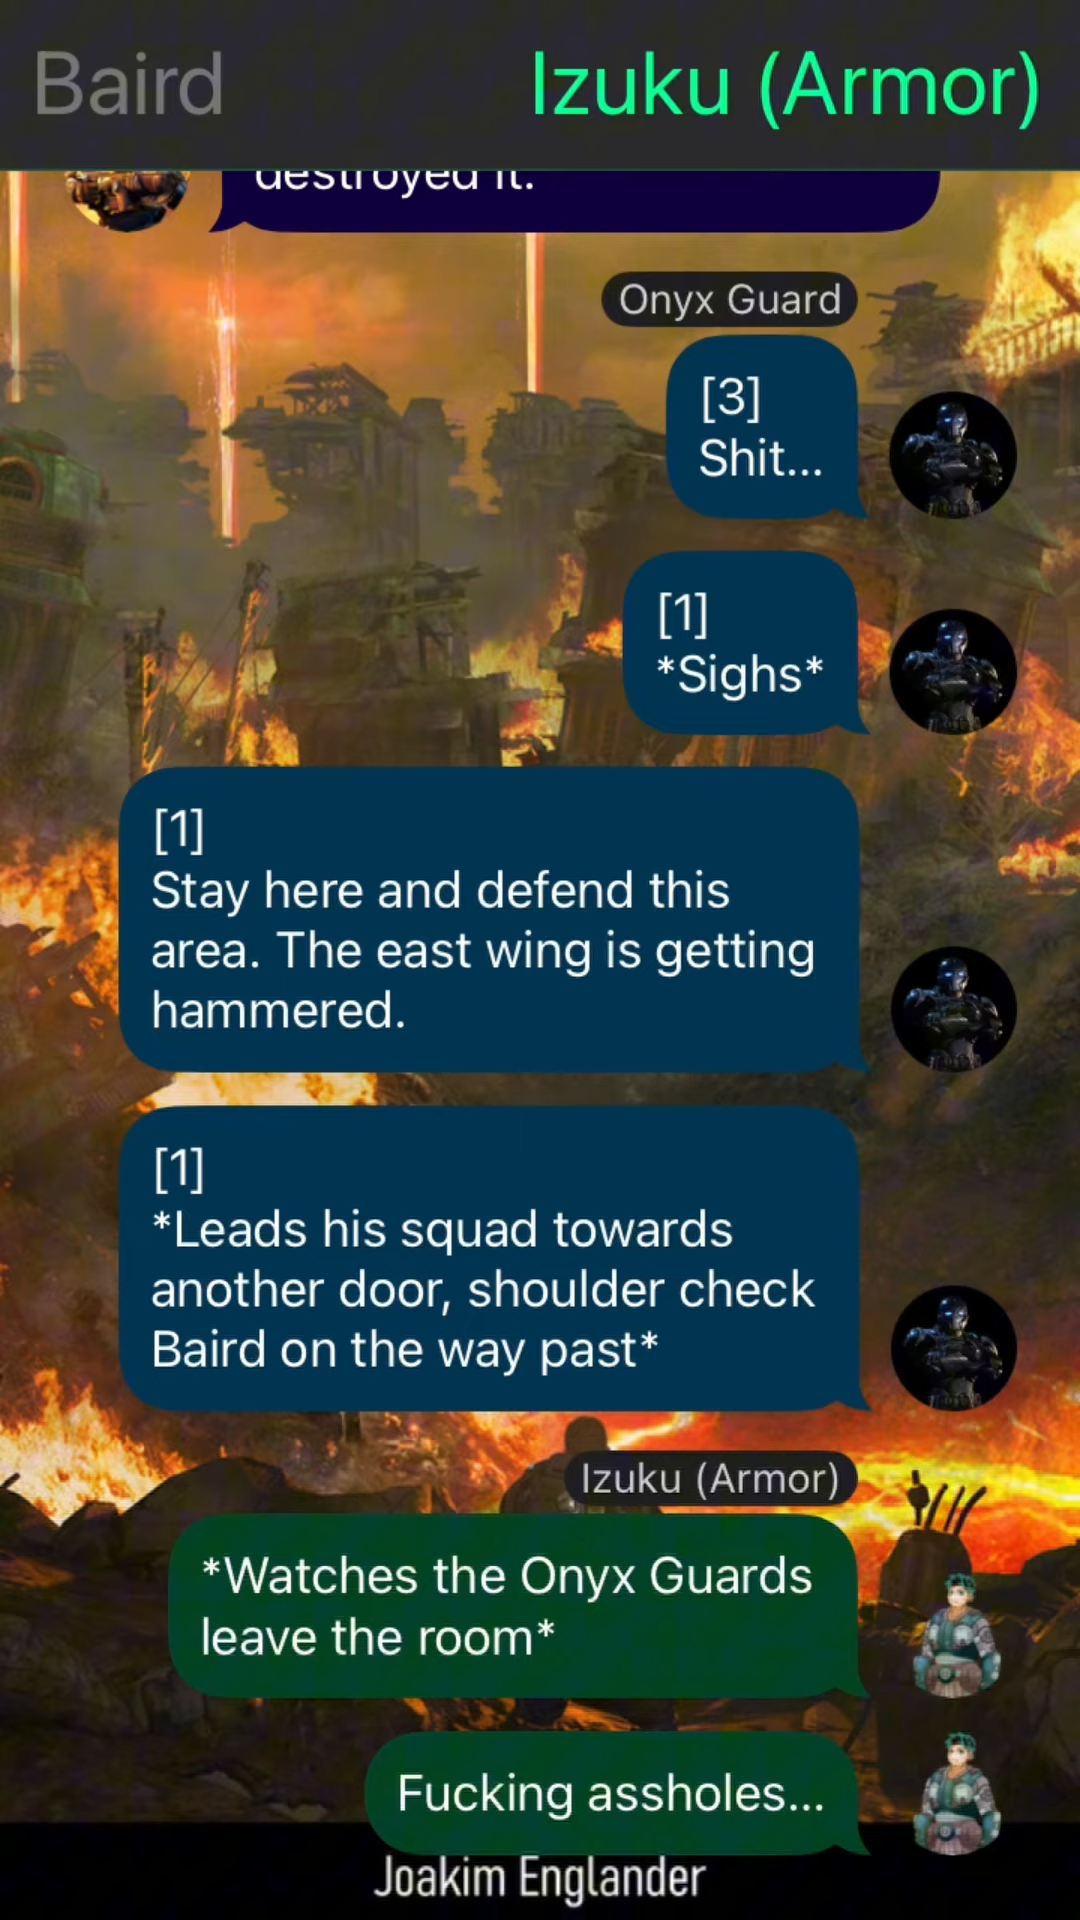 Baird
Izuku (Armor)
destroyed it.
Onyx Guard
[3]
Shit...
[1]
*Sighs*
[1]
Stay here and defend this
area. The east wing is getting
hammered.
[1]
*Leads his squad towards
another door, shoulder check
Baird on the way past*
Izuku (Armor)
*Watches the Onyx Guards
leave the room*
Fucking assholes...
Joakim Englander